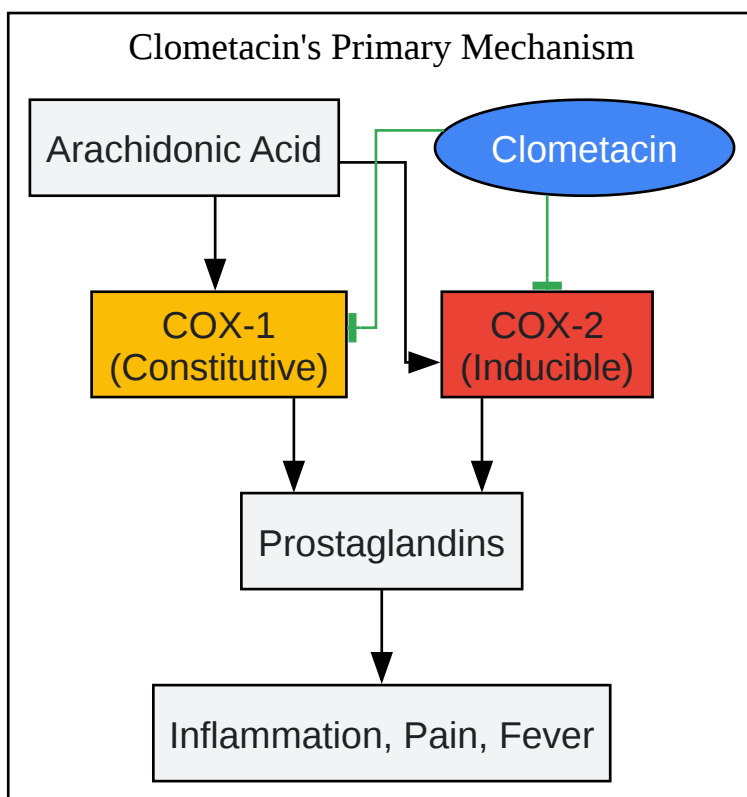 Clometacin's Primary Mechanism
Arachidonic Acid
Clometacin
COX-1
(Constitutive)
COX-2
(Inducible)
Prostaglandins
Inflammation, Pain, Fever